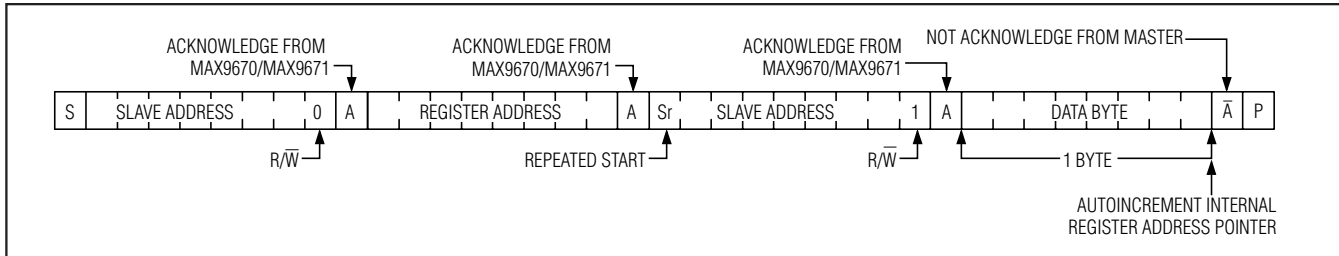 ACKNOWLEDGE FROM
MAX9670/MAX9671
ACKNOWLEDGE FROM
MAX9670/MAX9671
ACKNOWLEDGE FROM
MAX9670/MAX9671
NOT ACKNOWLEDGE FROM MASTER
S SLAVE ADDRESS 0 A REGISTER ADDRESS A Sr SLAVE ADDRESS 1 A DATA BYTE A̅ P
R/W̅
REPEATED START
R/W̅
1 BYTE
AUTOINCREMENT INTERNAL
REGISTER ADDRESS POINTER